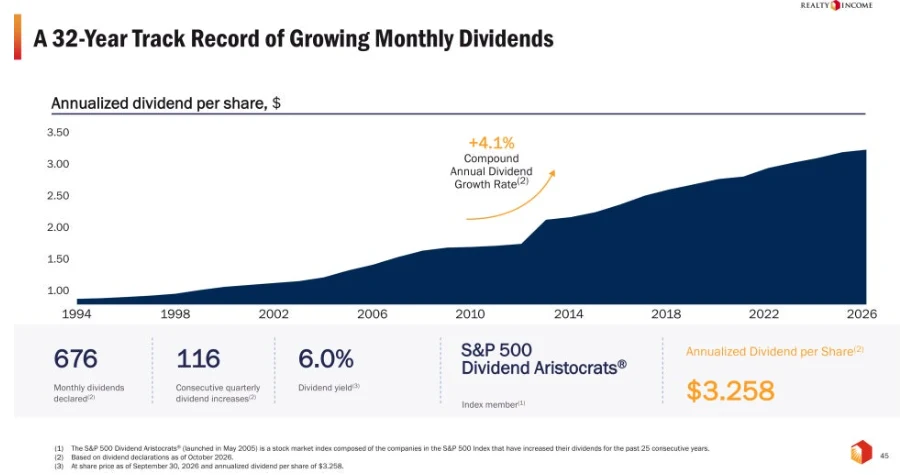 REALTY INCOME
A 32-Year Track Record of Growing Monthly Dividends
Annualized dividend per share, $
3.50
3.00
2.50
2.00
1.50
1.00
+4.1%
Compound
Annual Dividend
Growth Rate(2)
1994 1998 2002 2006 2010 2014 2018 2022 2026
676
Monthly dividends
declared(2)
116
Consecutive quarterly
dividend increases(2)
6.0%
Dividend yield(3)
S&P 500
Dividend Aristocrats®
Index member(1)
Annualized Dividend per Share(2)
$3.258
(1) The S&P 500 Dividend Aristocrats® (launched in May 2005) is a stock market index composed of the companies in the S&P 500 Index that have increased their dividends for the past 25 consecutive years.
(2) Based on dividend declarations as of October 2026.
(3) At share price as of September 30, 2026 and annualized dividend per share of $3.258.
45